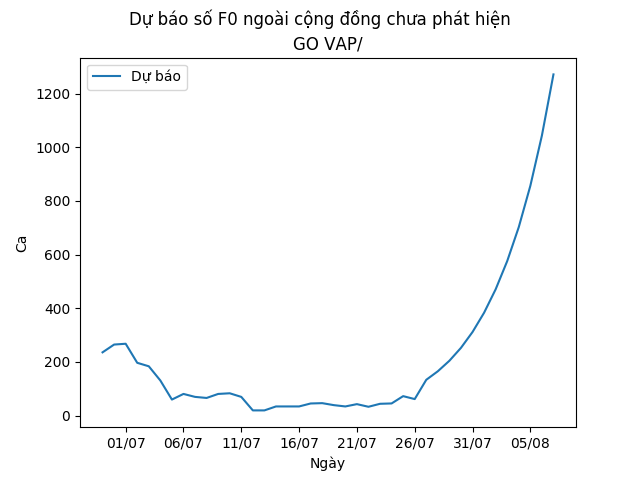 Dự báo số F0 ngoài cộng đồng chưa phát hiện
GO VAP/
Dự báo
1200
1000
800
600
400
200
0
Ca
01/07 06/07 11/07 16/07 21/07 26/07 31/07 05/08
Ngày